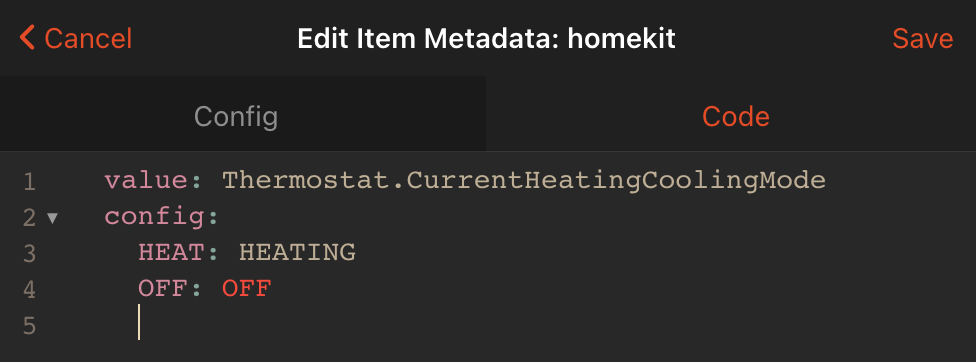 Cancel Edit Item Metadata: homekit Save
Config Code
1 value: Thermostat.CurrentHeatingCoolingMode
2 config:
3 HEAT: HEATING
4 OFF: OFF
5